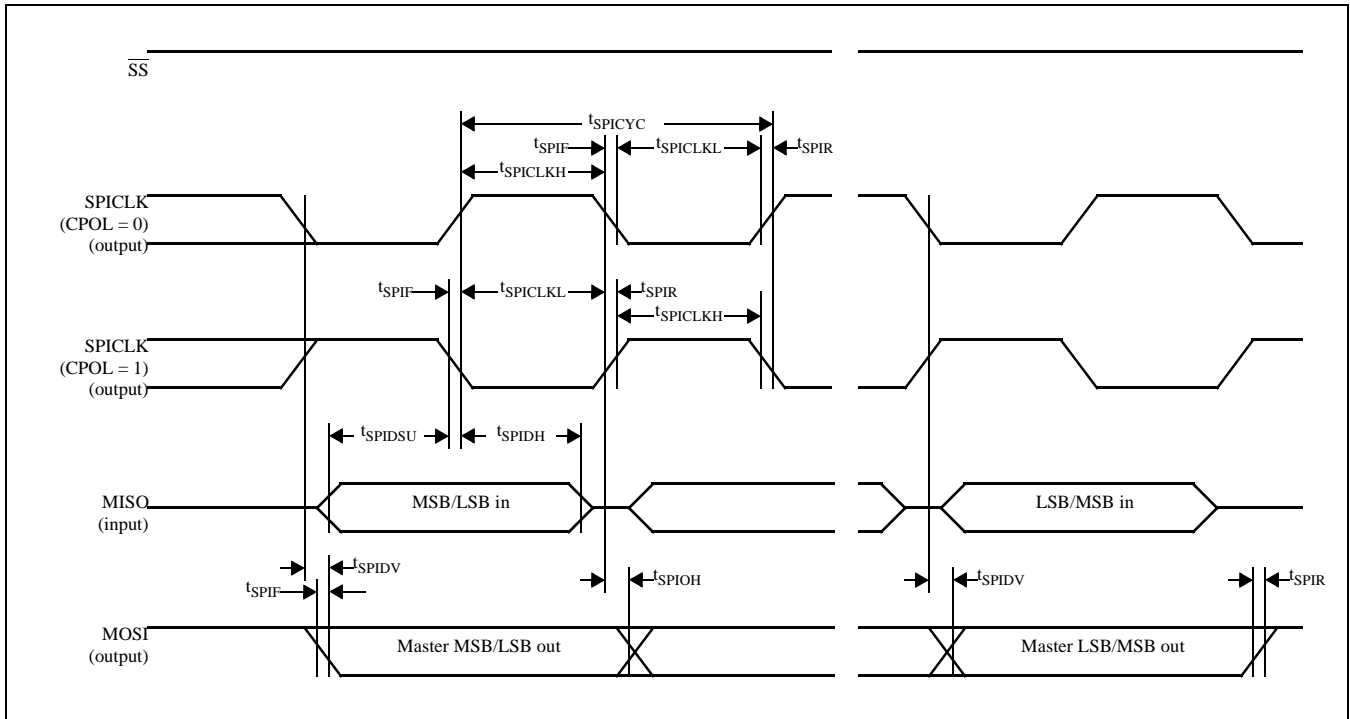 SS
tSPICYC
tSPIF
tSPICLKL
tSPIR
tSPICLKH
SPICLK
(CPOL = 0)
(output)
tSPIF
tSPICLKL
tSPIR
tSPICLKH
SPICLK
(CPOL = 1)
(output)
tSPIDSU
tSPIDH
MISO
(input)
MSB/LSB in
LSB/MSB in
tSPIDV
tSPIF
tSPIOH
tSPIDV
tSPIR
MOSI
(output)
Master MSB/LSB out
Master LSB/MSB out